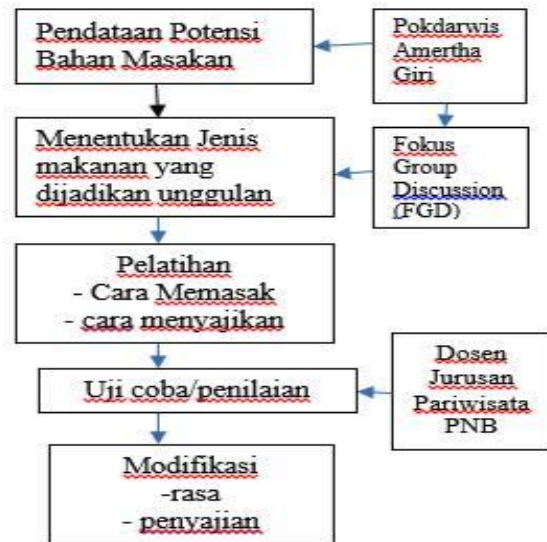 Pendataan Potensi
Bahan Masakan
Pokdarwis
Amertha
Giri
Menentukan Jenis
makanan yang
dijadikan unggulan
Fokus
Group
Discussion
(FGD)
Pelatihan
- Cara Memasak
- cara menyajikan
Uji coba/penilaian
Dosen
Jurusan
Pariwisata
PNB
Modifikasi
-rasa
- penyajian